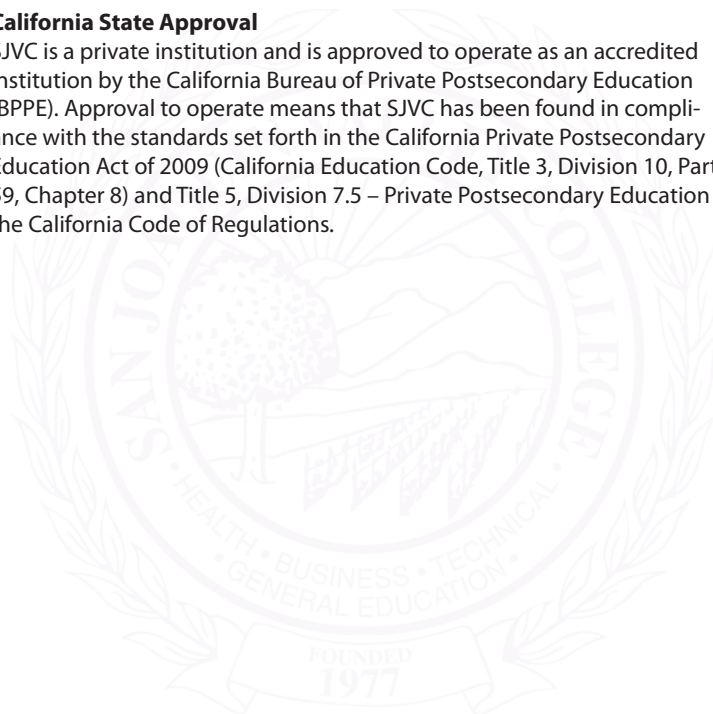 California State Approval
SJVC is a private institution and is approved to operate as an accredited
institution by the California Bureau of Private Postsecondary Education
(BPPE). Approval to operate means that SJVC has been found in compli-
ance with the standards set forth in the California Private Postsecondary
Education Act of 2009 (California Education Code, Title 3, Division 10, Part
59, Chapter 8) and Title 5, Division 7.5 – Private Postsecondary Education
the California Code of Regulations.
SAN JOA
COLLEGE
HEALTH • BUSINESS • TECHNICAL
GENERAL EDUCATION
FOUNDED
1977